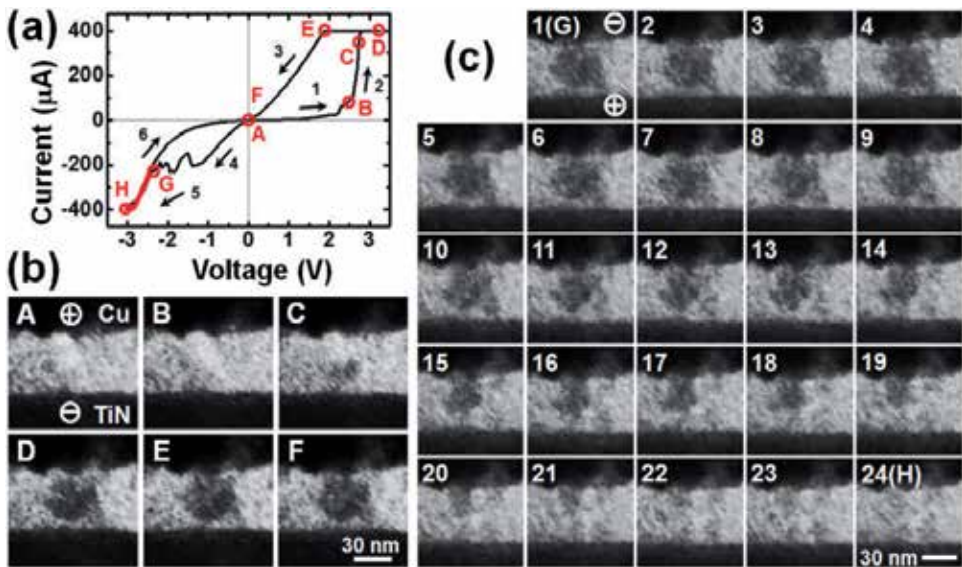 (a)
Current (µA)
400
200
0
-200
-400
E
D
C
3
2
1
B
F
A
6
4
G
5
H
-3 -2 -1 0 1 2 3
Voltage (V)
(b)
A ⊕ Cu
⊖ TiN
B
C
D
E
F
30 nm
(c)
1(G) ⊖
⊕
2
3
4
5
6
7
8
9
10
11
12
13
14
15
16
17
18
19
20
21
22
23
24(H)
30 nm